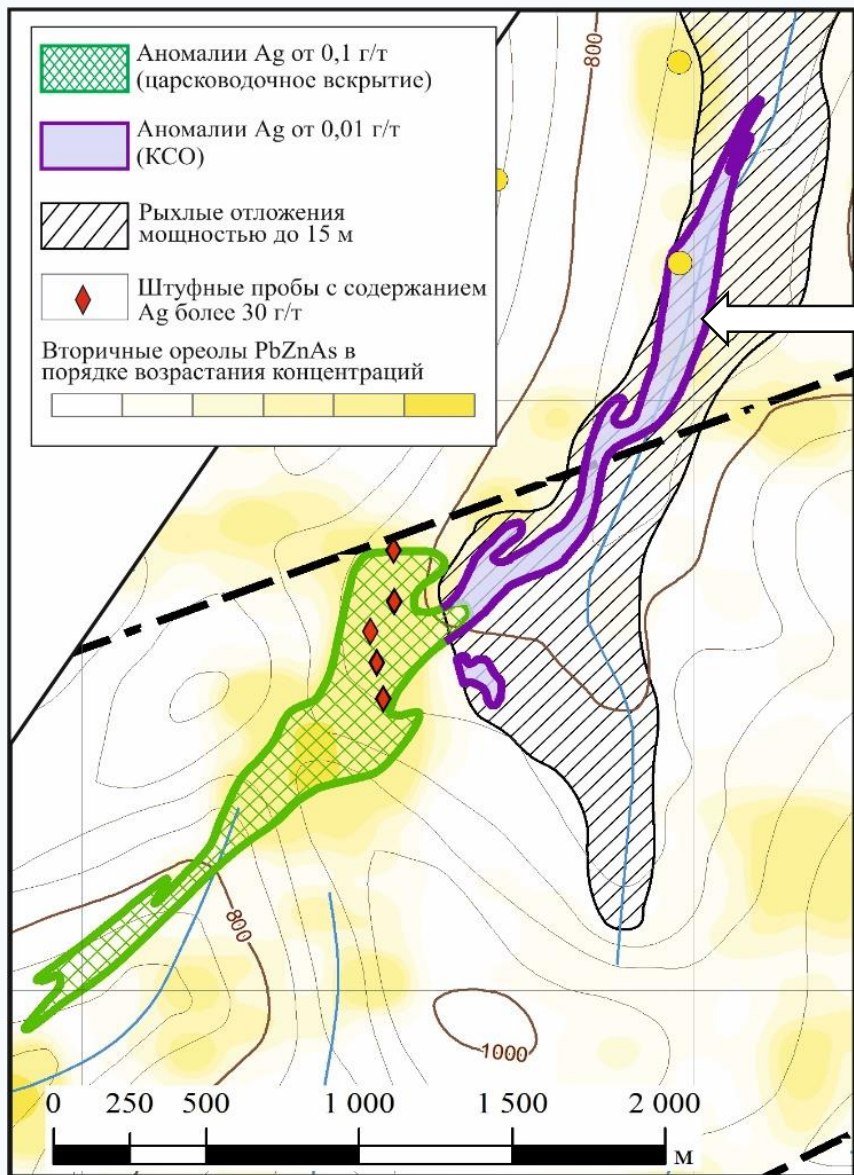 Аномалии Ag от 0,1 г/т
(царсководочное вскрытие)
Аномалии Ag от 0,01 г/т
(КСО)
Рыхлые отложения
мощностью до 15 м
Штуфные пробы с содержанием
Ag более 30 г/т
Вторичные ореолы PbZnAs в
порядке возрастания концентраций
800
800
1000
0 250 500 1 000 1 500 2 000
м